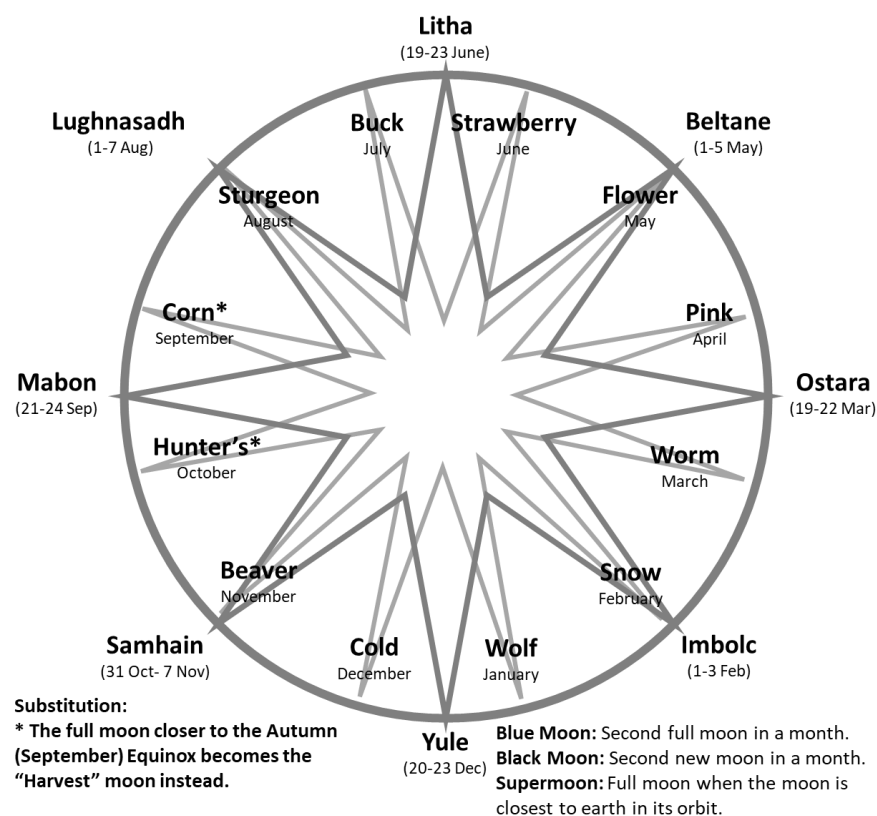 Litha
(19-23 June)
Lughnasadh
(1-7 Aug)
Buck
July
Strawberry
June
Beltane
(1-5 May)
Sturgeon
August
Flower
May
Corn*
September
Pink
April
Mabon
(21-24 Sep)
Ostara
(19-22 Mar)
Hunter's*
October
Worm
March
Beaver
November
Snow
February
Samhain
(31 Oct- 7 Nov)
Cold
December
Wolf
January
Imbolc
(1-3 Feb)
Yule
(20-23 Dec)
Substitution:
* The full moon closer to the Autumn
(September) Equinox becomes the
“Harvest” moon instead.
Blue Moon: Second full moon in a month.
Black Moon: Second new moon in a month.
Supermoon: Full moon when the moon is
closest to earth in its orbit.